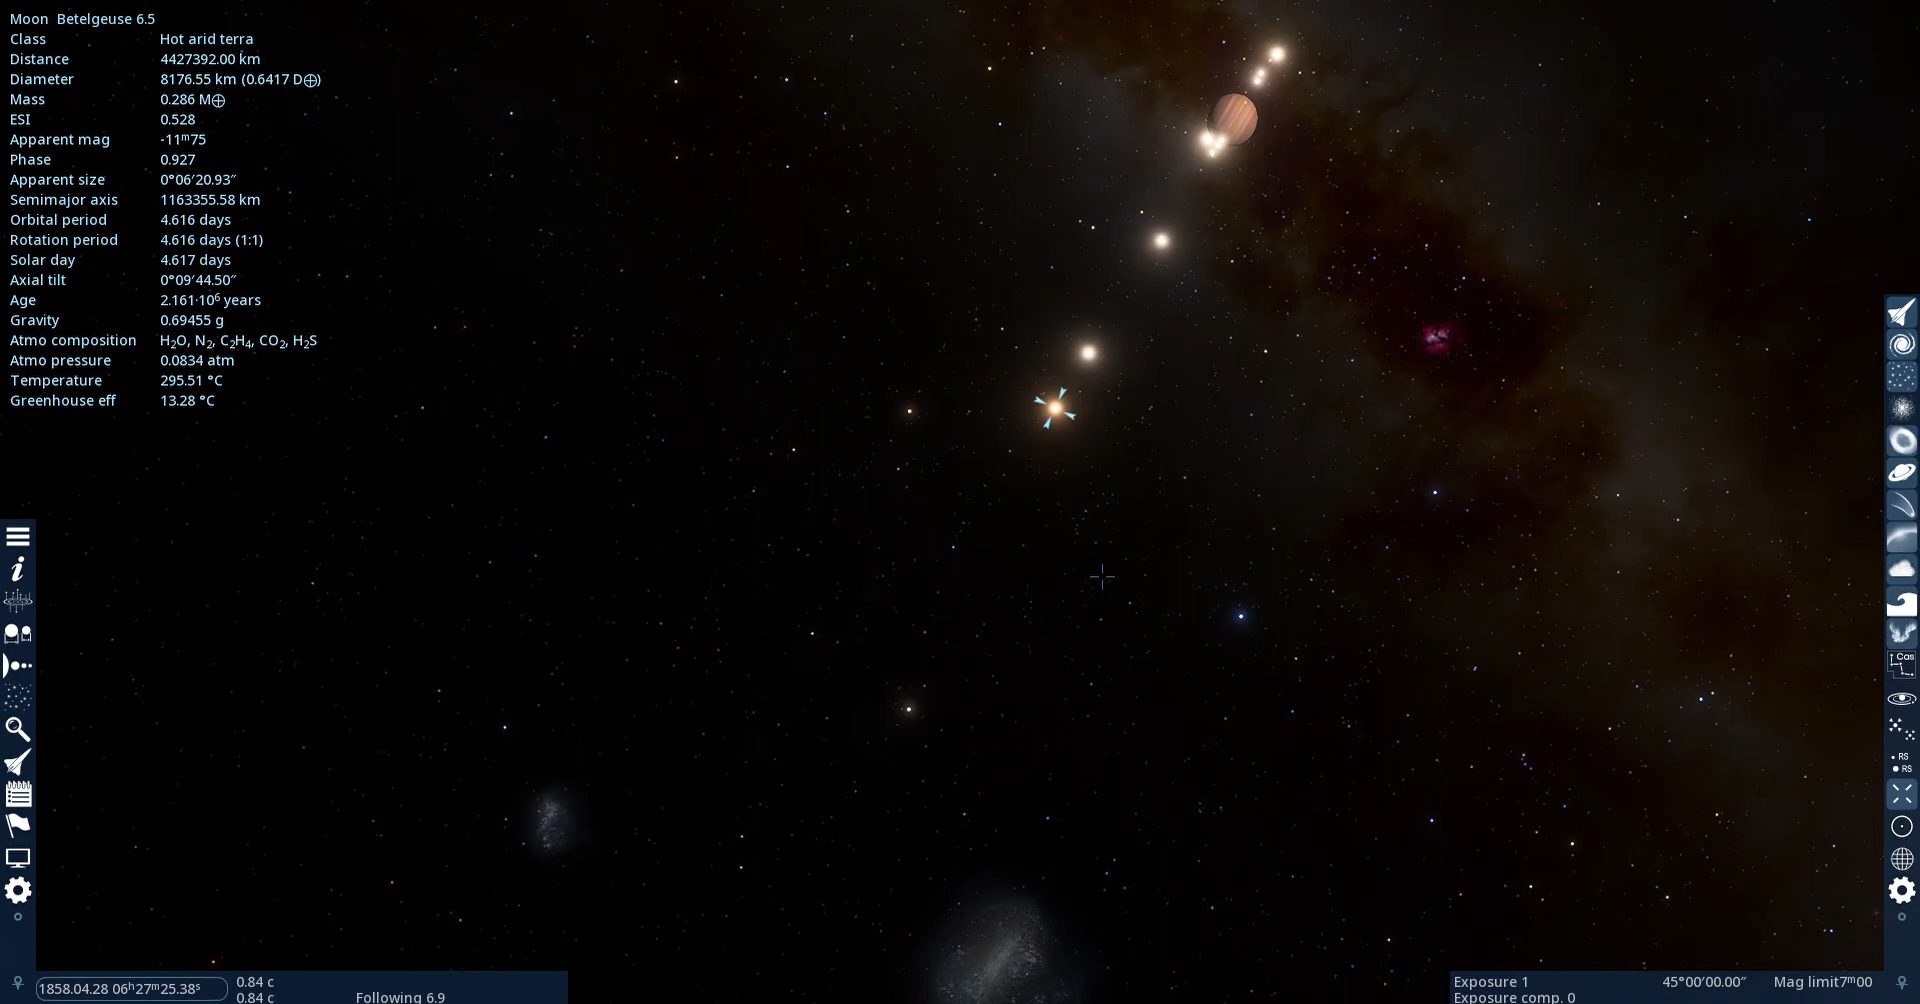 Moon Betelgeuse 6.5
Class Hot arid terra
Distance 4427392.00 km
Diameter 8176.55 km (0.6417 D⊕)
Mass 0.286 M⊕
ESI 0.528
Apparent mag -11ᵐ75
Phase 0.927
Apparent size 0°06′20.93″
Semimajor axis 1163355.58 km
Orbital period 4.616 days
Rotation period 4.616 days (1:1)
Solar day 4.617 days
Axial tilt 0°09′44.50″
Age 2.161·10⁶ years
Gravity 0.69455 g
Atmo composition H₂O, N₂, C₂H₄, CO₂, H₂S
Atmo pressure 0.0834 atm
Temperature 295.51 °C
Greenhouse eff 13.28 °C
Cas
RS
RS
1858.04.28 06ʰ27ᵐ25.38ˢ
0.84 c
0.84 c Following 6.9
Exposure 1 45°00′00.00″ Mag limit7ᵐ00
Exposure comp. 0